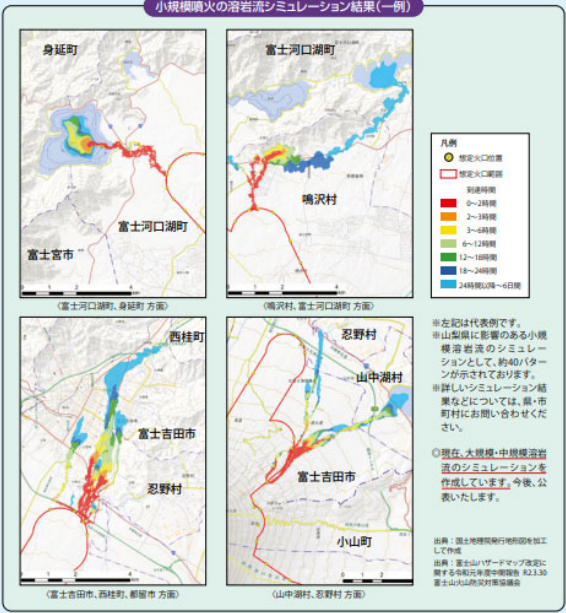 小規模噴火の溶岩流シミュレーション結果(一例)
身延町
富士河口湖町
富士宮市
〈富士河口湖町、身延町 方面〉
富士河口湖町
鳴沢村
〈鳴沢村、富士河口湖町 方面〉
凡例
想定火口位置
想定火口範囲
到達時間
0~2時間
2~3時間
3~6時間
6~12時間
12~18時間
18~24時間
24時間以降~6日間
西桂町
富士吉田市
忍野村
〈富士吉田市、西桂町、都留市 方面〉
忍野村
山中湖村
富士吉田市
小山町
〈山中湖村、忍野村 方面〉
※左記は代表例です。
※山梨県に影響のある小規
模溶岩流のシミュレー
ションとして、約40パター
ンが示されております。
※詳しいシミュレーション結
果などについては、県・市
町村にお問い合わせくだ
さい。
◎現在、大規模・中規模溶岩
流のシミュレーションを
作成しています。今後、公
表いたします。
出典:国土地理院発行地形図を加工
して作成
出典:富士山ハザードマップ改定に
関する令和元年度中間報告 R2.3.30
富士山火山防災対策協議会